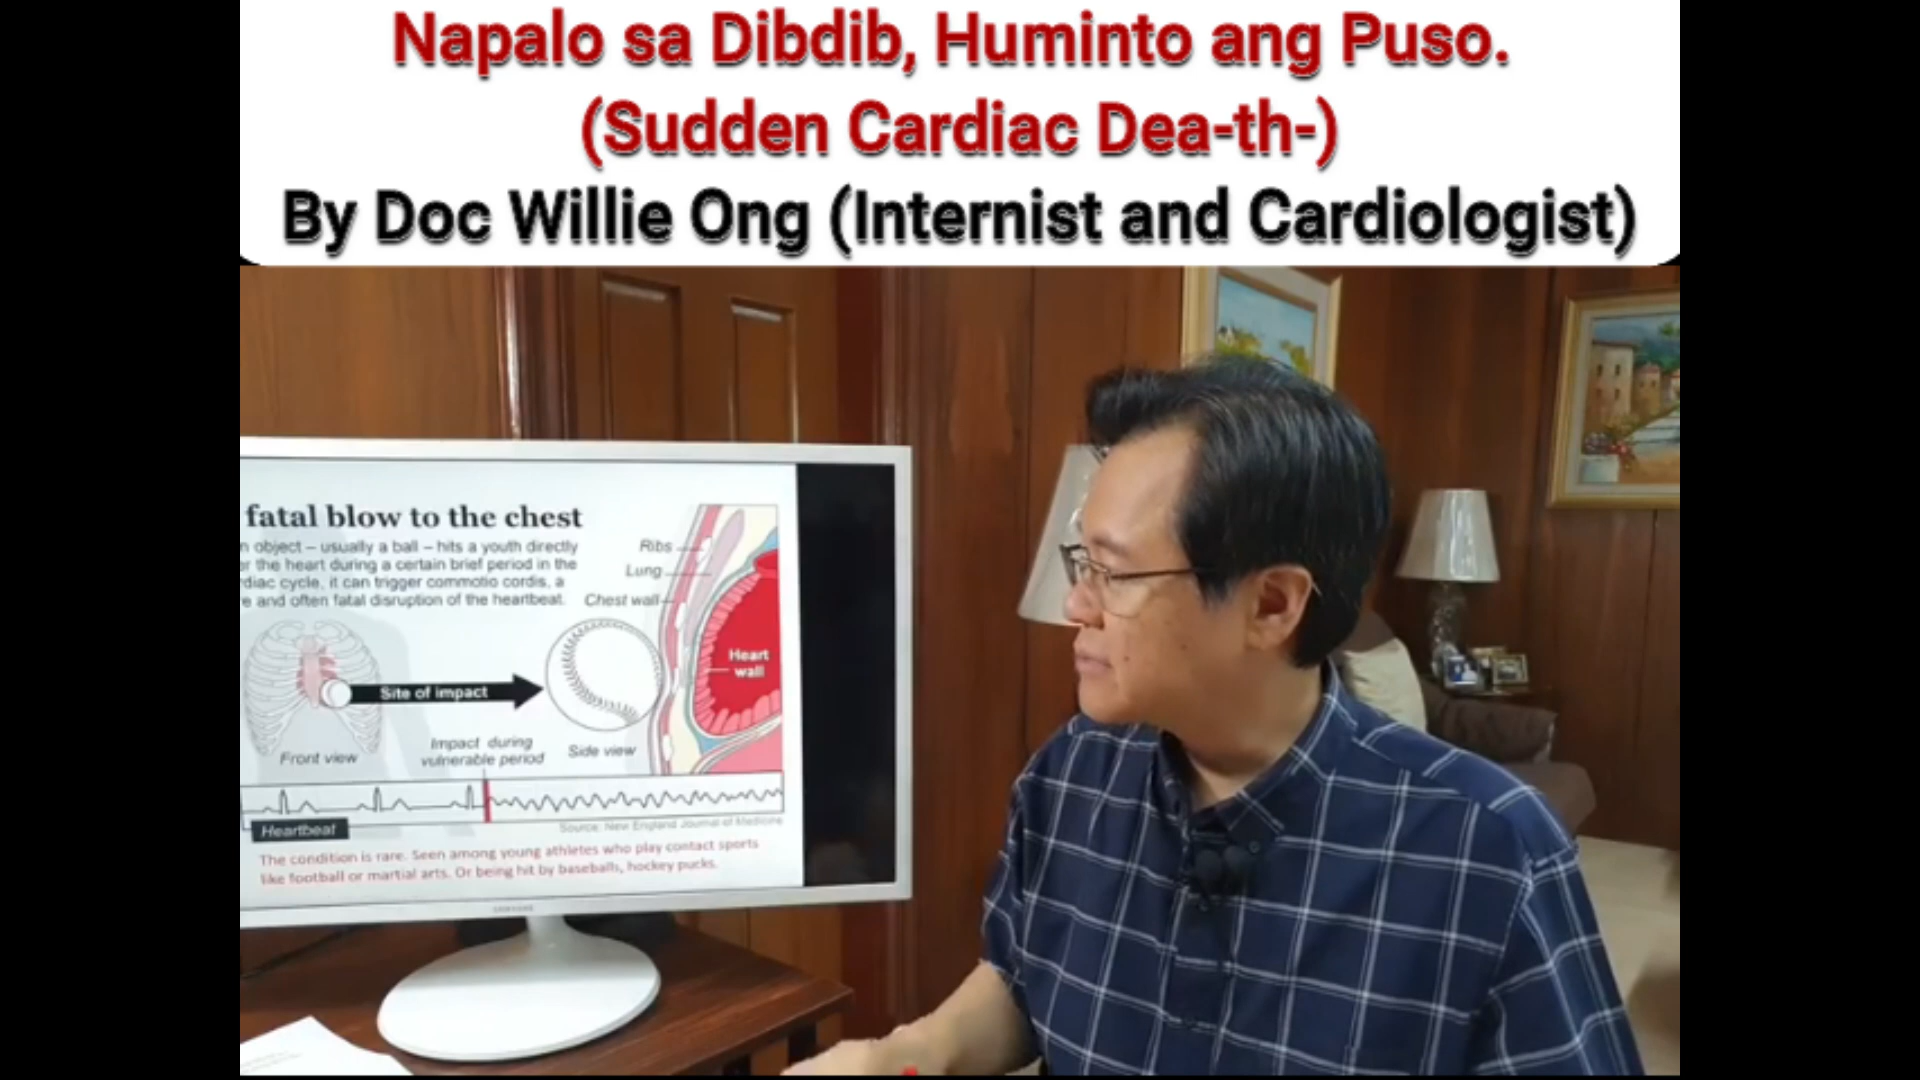 Napalo sa Dibdib, Huminto ang Puso.
(Sudden Cardiac Dea-th-)
By Doc Willie Ong (Internist and Cardiologist)
fatal blow to the chest
n object – usually a ball – hits a youth directly
r the heart during a certain brief period in the
diac cycle, it can trigger commotio cordis, a
e and often fatal disruption of the heartbeat.
Ribs
Lung
Chest wall
Heart
wall
Site of impact
Front view
Impact during
vulnerable period
Side view
Heartbeat
Source: New England Journal of Medicine
The condition is rare. Seen among young athletes who play contact sports
like football or martial arts. Or being hit by baseballs, hockey pucks.
SAMSUNG